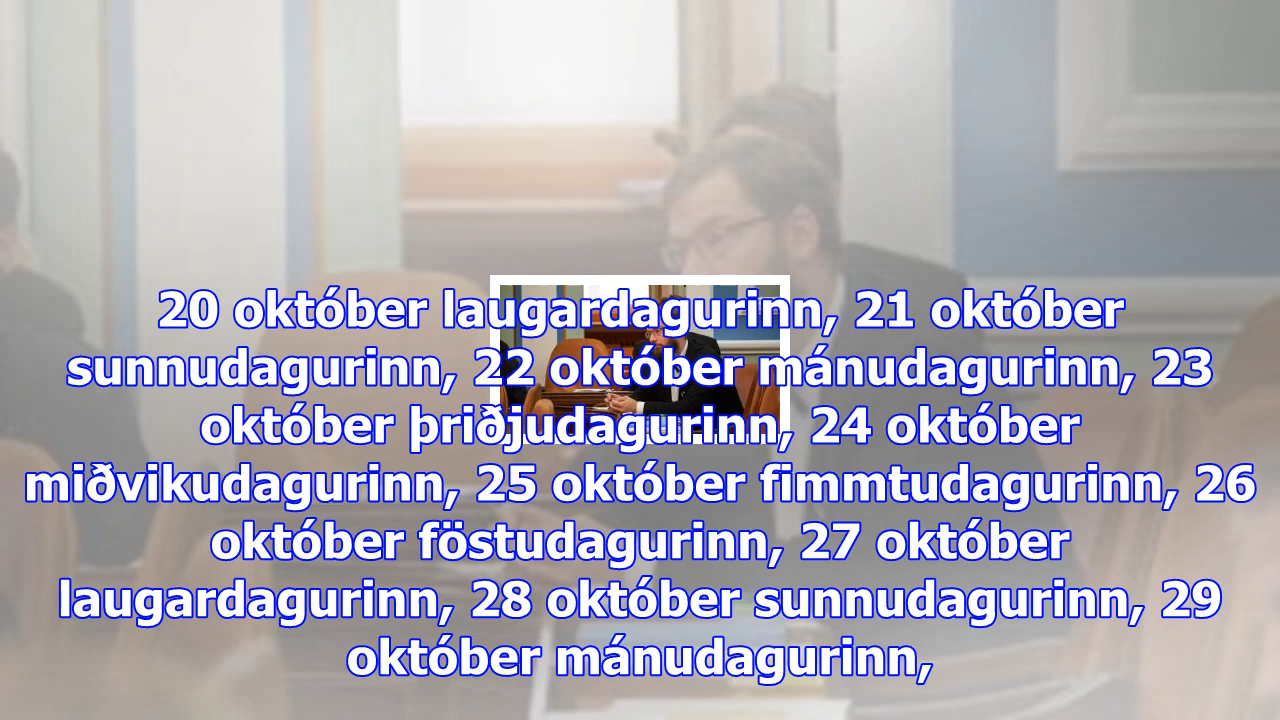 20 október laugardagurinn, 21 október
sunnudagurinn, 22 október mánudagurinn, 23
október þriðjudagurinn, 24 október
miðvikudagurinn, 25 október fimmtudagurinn, 26
október föstudagurinn, 27 október
laugardagurinn, 28 október sunnudagurinn, 29
október mánudagurinn,